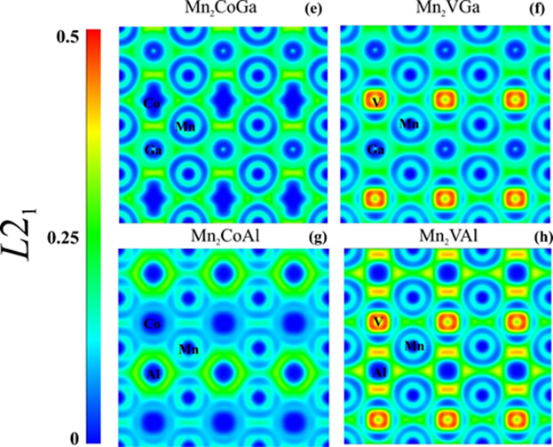 Mn₂CoGa (e) Mn₂VGa (f)
0.5
Co V
Mn Mn
Ga Ga
L2₁
0.25
Mn₂CoAl (g) Mn₂VAl (h)
Co V
Mn Mn
Al Al
0